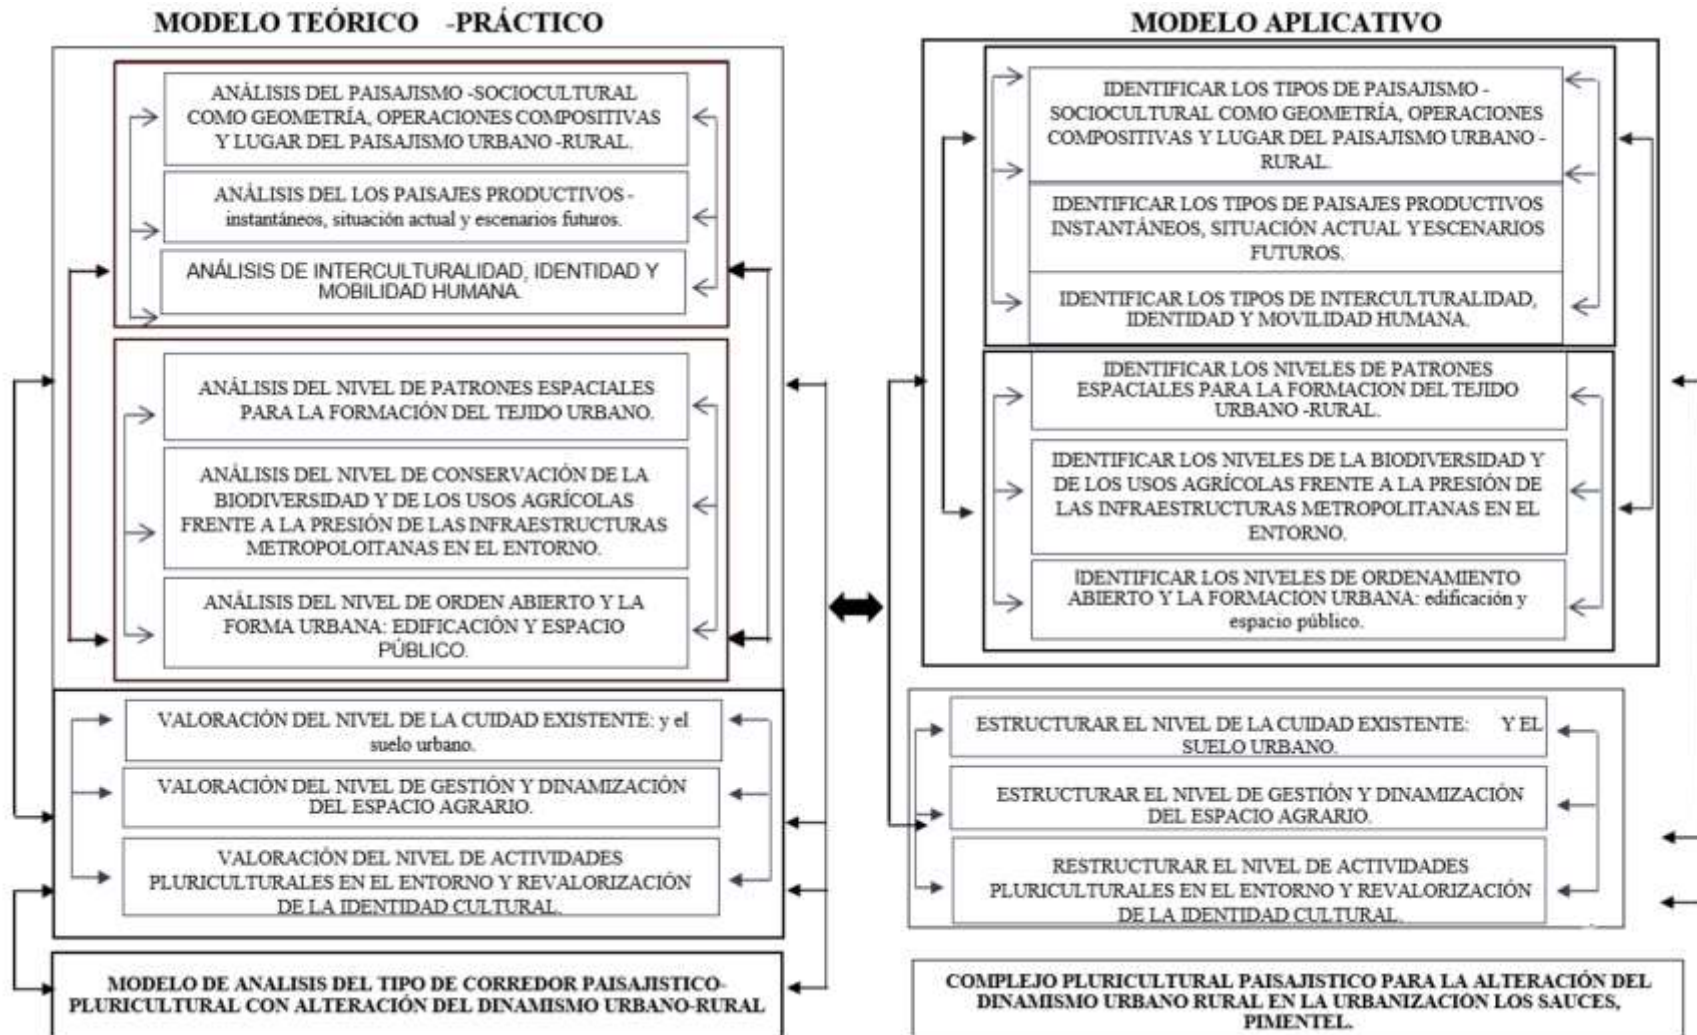 MODELO TEÓRICO -PRÁCTICO
ANÁLISIS DEL PAISAJISMO -SOCIOCULTURAL
COMO GEOMETRÍA, OPERACIONES COMPOSITIVAS
Y LUGAR DEL PAISAJISMO URBANO -RURAL.
ANÁLISIS DEL LOS PAISAJES PRODUCTIVOS -
instantáneos, situación actual y escenarios futuros.
ANÁLISIS DE INTERCULTURALIDAD, IDENTIDAD Y
MOBILIDAD HUMANA.
ANÁLISIS DEL NIVEL DE PATRONES ESPACIALES
PARA LA FORMACIÓN DEL TEJIDO URBANO.
ANÁLISIS DEL NIVEL DE CONSERVACIÓN DE LA
BIODIVERSIDAD Y DE LOS USOS AGRÍCOLAS
FRENTE A LA PRESIÓN DE LAS INFRAESTRUCTURAS
METROPOLOITANAS EN EL ENTORNO.
ANÁLISIS DEL NIVEL DE ORDEN ABIERTO Y LA
FORMA URBANA: EDIFICACIÓN Y ESPACIO
PÚBLICO.
VALORACIÓN DEL NIVEL DE LA CUIDAD EXISTENTE: y el
suelo urbano.
VALORACIÓN DEL NIVEL DE GESTIÓN Y DINAMIZACIÓN
DEL ESPACIO AGRARIO.
VALORACIÓN DEL NIVEL DE ACTIVIDADES
PLURICULTURALES EN EL ENTORNO Y REVALORIZACIÓN
DE LA IDENTIDAD CULTURAL.
MODELO DE ANALISIS DEL TIPO DE CORREDOR PAISAJISTICO-
PLURICULTURAL CON ALTERACIÓN DEL DINAMISMO URBANO-RURAL
MODELO APLICATIVO
IDENTIFICAR LOS TIPOS DE PAISAJISMO -
SOCIOCULTURAL COMO GEOMETRÍA, OPERACIONES
COMPOSITIVAS Y LUGAR DEL PAISAJISMO URBANO -
RURAL.
IDENTIFICAR LOS TIPOS DE PAISAJES PRODUCTIVOS
INSTANTÁNEOS, SITUACIÓN ACTUAL Y ESCENARIOS
FUTUROS.
IDENTIFICAR LOS TIPOS DE INTERCULTURALIDAD,
IDENTIDAD Y MOVILIDAD HUMANA.
IDENTIFICAR LOS NIVELES DE PATRONES
ESPACIALES PARA LA FORMACION DEL TEJIDO
URBANO -RURAL.
IDENTIFICAR LOS NIVELES DE LA BIODIVERSIDAD Y
DE LOS USOS AGRÍCOLAS FRENTE A LA PRESIÓN DE
LAS INFRAESTRUCTURAS METROPOLITANAS EN EL
ENTORNO.
IDENTIFICAR LOS NIVELES DE ORDENAMIENTO
ABIERTO Y LA FORMACION URBANA: edificación y
espacio público.
ESTRUCTURAR EL NIVEL DE LA CUIDAD EXISTENTE: Y EL
SUELO URBANO.
ESTRUCTURAR EL NIVEL DE GESTIÓN Y DINAMIZACIÓN
DEL ESPACIO AGRARIO.
RESTRUCTURAR EL NIVEL DE ACTIVIDADES
PLURICULTURALES EN EL ENTORNO Y REVALORIZACIÓN
DE LA IDENTIDAD CULTURAL.
COMPLEJO PLURICULTURAL PAISAJISTICO PARA LA ALTERACIÓN DEL
DINAMISMO URBANO RURAL EN LA URBANIZACIÓN LOS SAUCES,
PIMENTEL.